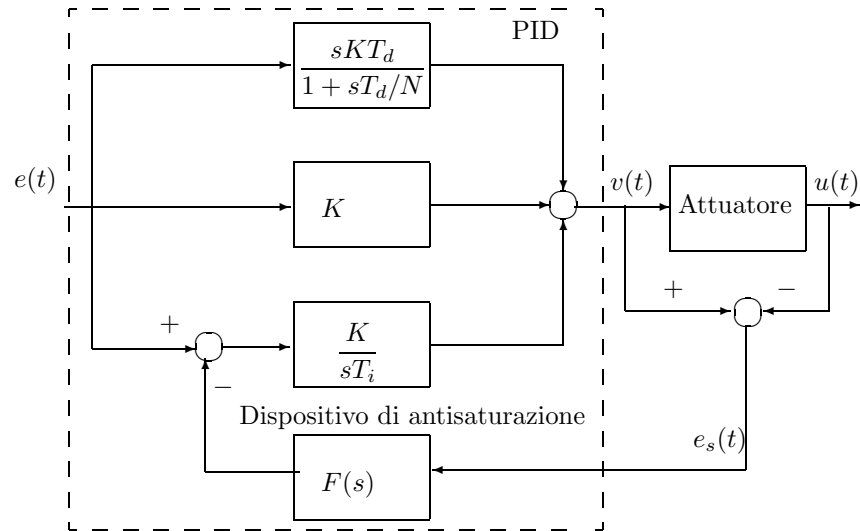 PID
sKT_d
1 + sT_d/N
e(t)
K
v(t)
Attuatore
u(t)
+
−
+
K
sT_i
−
Dispositivo di antisaturazione
e_s(t)
F(s)